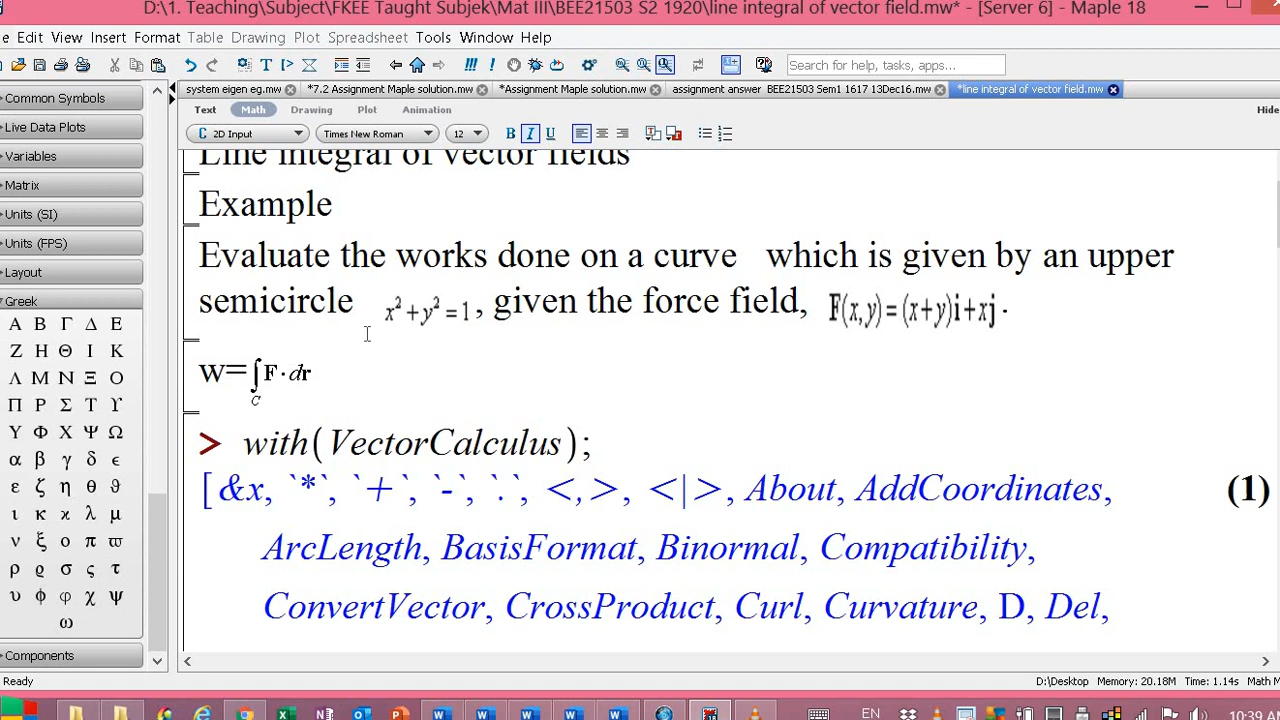 D:\1. Teaching\Subject\FKEE Taught Subjek\Mat III\BEE21503 S2 1920\line integral of vector field.mw* - [Server 6] - Maple 18
e Edit View Insert Format Table Drawing Plot Spreadsheet Tools Window Help
Search for help, tasks, apps...
system eigen eg.mw *7.2 Assignment Maple solution.mw *Assignment Maple solution.mw assignment answer BEE21503 Sem1 1617 13Dec16.mw *line integral of vector field.mw
Text Math Drawing Plot Animation Hide
C 2D Input Times New Roman 12 B I U
Common Symbols
Live Data Plots
Variables
Matrix
Units (SI)
Units (FPS)
Layout
Greek
Α Β Γ Δ Ε
Ζ Η Θ Ι Κ
Λ Μ Ν Ξ Ο
Π Ρ Σ Τ ϒ
Υ Φ Χ Ψ Ω
α β γ δ ϵ
ε ζ η θ ϑ
ι κ ϰ λ μ
ν ξ ο π ϖ
ρ ϱ σ ς τ
υ ϕ φ χ ψ
ω
Components
Line integral of vector fields
Example
Evaluate the works done on a curve which is given by an upper
semicircle x² + y² = 1, given the force field, F(x,y)=(x+y)i+xj.
w=∫_C F · dr
> with(VectorCalculus);
[&x, `*`, `+`, `-`, `.`, <,>, <|>, About, AddCoordinates, (1)
ArcLength, BasisFormat, Binormal, Compatibility,
ConvertVector, CrossProduct, Curl, Curvature, D, Del,
Ready D:\Desktop Memory: 20.18M Time: 1.14s Math M
EN 10:39 A